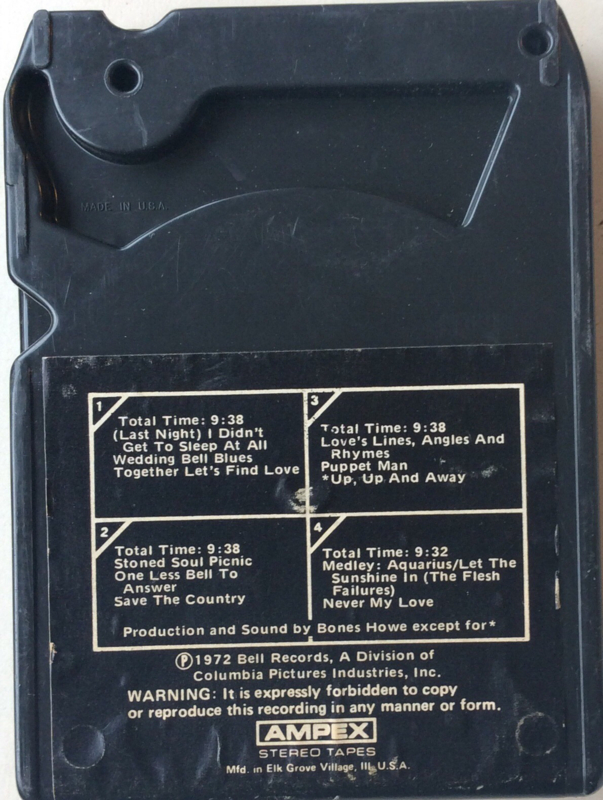 MADE IN U.S.A.
1
Total Time: 9:38
(Last Night) I Didn't
Get To Sleep At All
Wedding Bell Blues
Together Let's Find Love
3
Total Time: 9:38
Love's Lines, Angles And
Rhymes
Puppet Man
*Up, Up And Away
2
Total Time: 9:38
Stoned Soul Picnic
One Less Bell To
Answer
Save The Country
4
Total Time: 9:32
Medley: Aquarius/Let The
Sunshine In (The Flesh
Failures)
Never My Love
Production and Sound by Bones Howe except for*
Ⓟ1972 Bell Records, A Division of
Columbia Pictures Industries, Inc.
WARNING: It is expressly forbidden to copy
or reproduce this recording in any manner or form.
AMPEX
STEREO TAPES
Mfd. in Elk Grove Village, Ill. U.S.A.